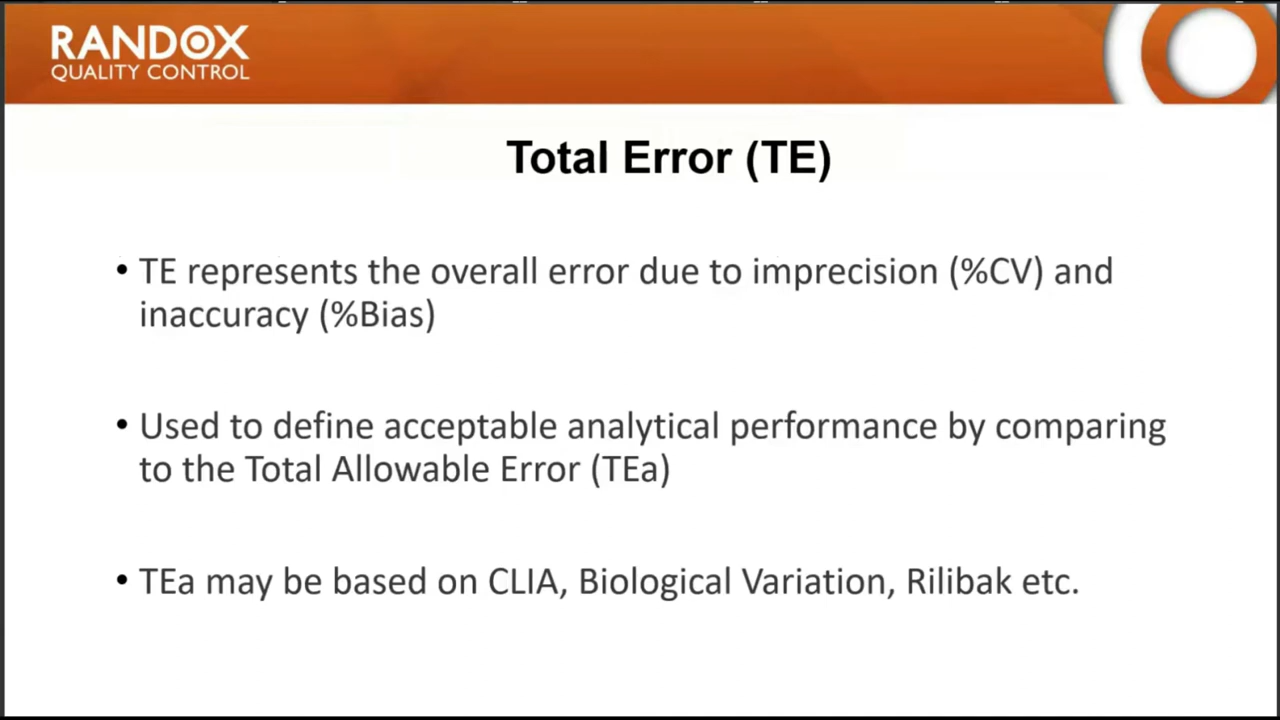 RANDOX
QUALITY CONTROL
Total Error (TE)
• TE represents the overall error due to imprecision (%CV) and
inaccuracy (%Bias)
• Used to define acceptable analytical performance by comparing
to the Total Allowable Error (TEa)
• TEa may be based on CLIA, Biological Variation, Rilibak etc.